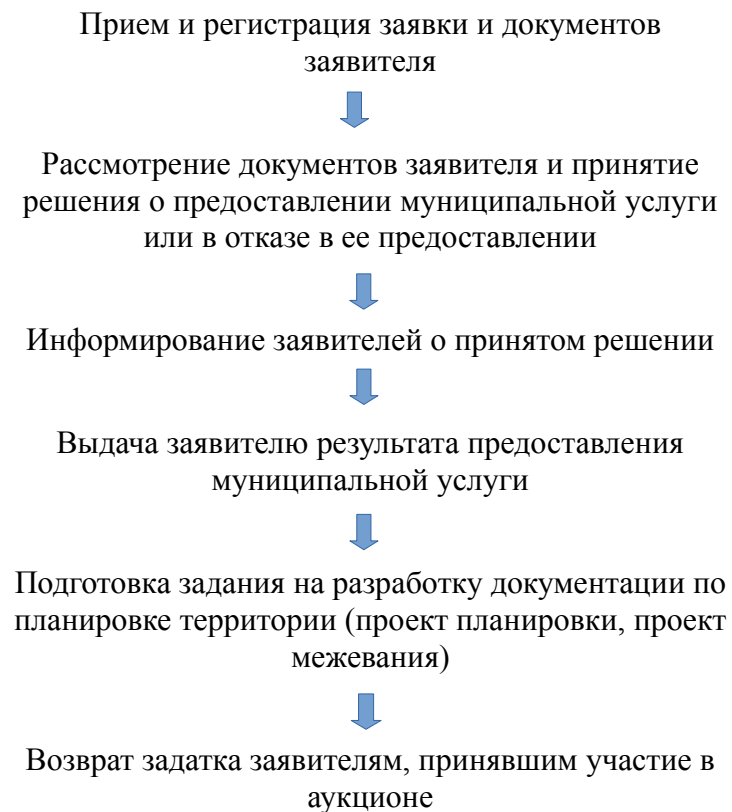 Прием и регистрация заявки и документов
заявителя
Рассмотрение документов заявителя и принятие
решения о предоставлении муниципальной услуги
или в отказе в ее предоставлении
Информирование заявителей о принятом решении
Выдача заявителю результата предоставления
муниципальной услуги
Подготовка задания на разработку документации по
планировке территории (проект планировки, проект
межевания)
Возврат задатка заявителям, принявшим участие в
аукционе